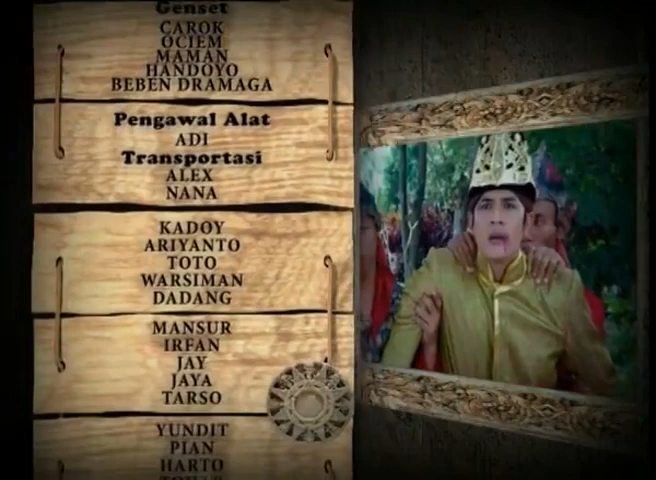 Genset
CAROK
OCIEM
MAMAN
HANDOYO
BEBEN DRAMAGA
Pengawal Alat
ADI
Transportasi
ALEX
NANA
KADOY
ARIYANTO
TOTO
WARSIMAN
DADANG
MANSUR
IRFAN
JAY
JAYA
TARSO
YUNDIT
PIAN
HARTO